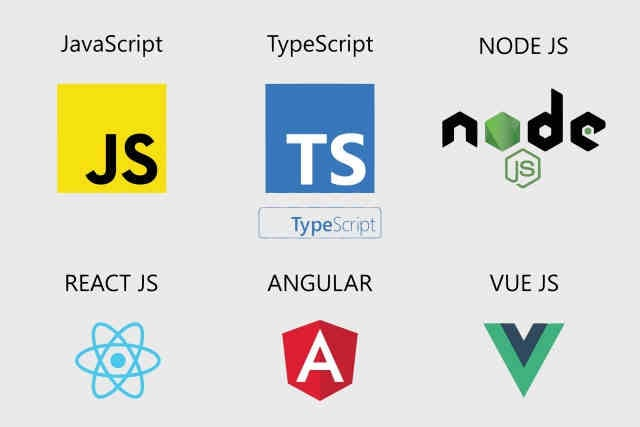 JavaScript
TypeScript
NODE JS
JS
TS
node
JS
TypeScript
REACT JS
ANGULAR
VUE JS
A